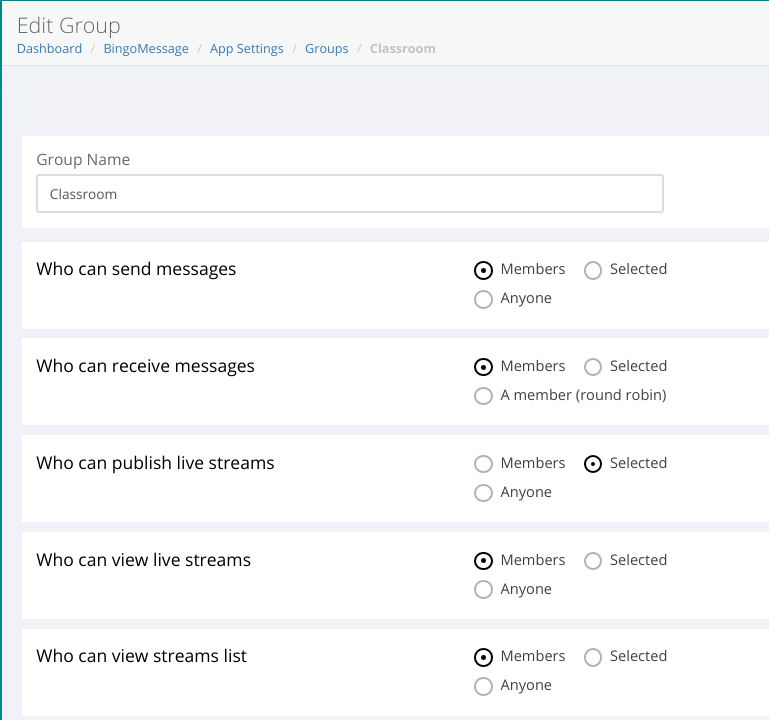 Edit Group
Dashboard / BingoMessage / App Settings / Groups / Classroom
Group Name
Classroom
Who can send messages Members Selected
Anyone
Who can receive messages Members Selected
A member (round robin)
Who can publish live streams Members Selected
Anyone
Who can view live streams Members Selected
Anyone
Who can view streams list Members Selected
Anyone